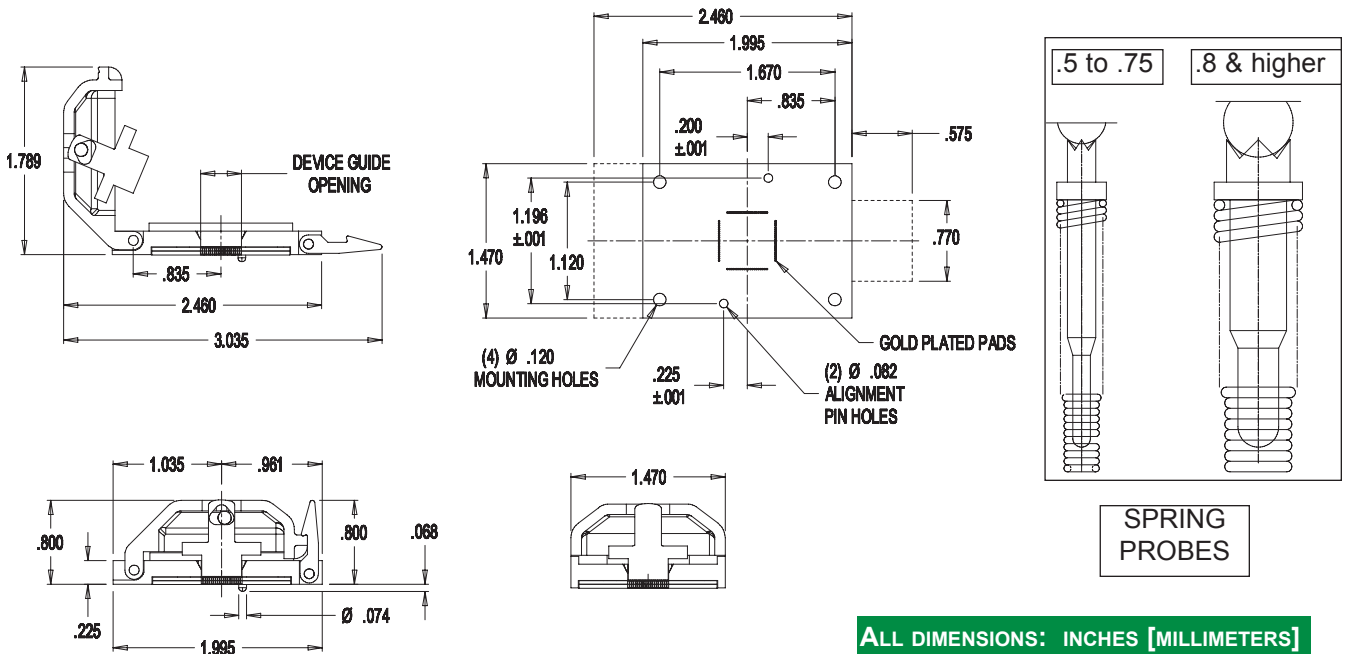 1.789
DEVICE GUIDE
OPENING
.835
2.460
3.035
2.460
1.995
1.670
.835
.200
±.001
.575
1.196
±.001
1.470
1.120
.770
GOLD PLATED PADS
(4) Ø .120
MOUNTING HOLES
.225
±.001
(2) Ø .082
ALIGNMENT
PIN HOLES
.5 to .75
.8 & higher
SPRING
PROBES
1.035
.961
.800
.800
.068
.225
Ø .074
1.995
1.470
ALL DIMENSIONS: INCHES [MILLIMETERS]